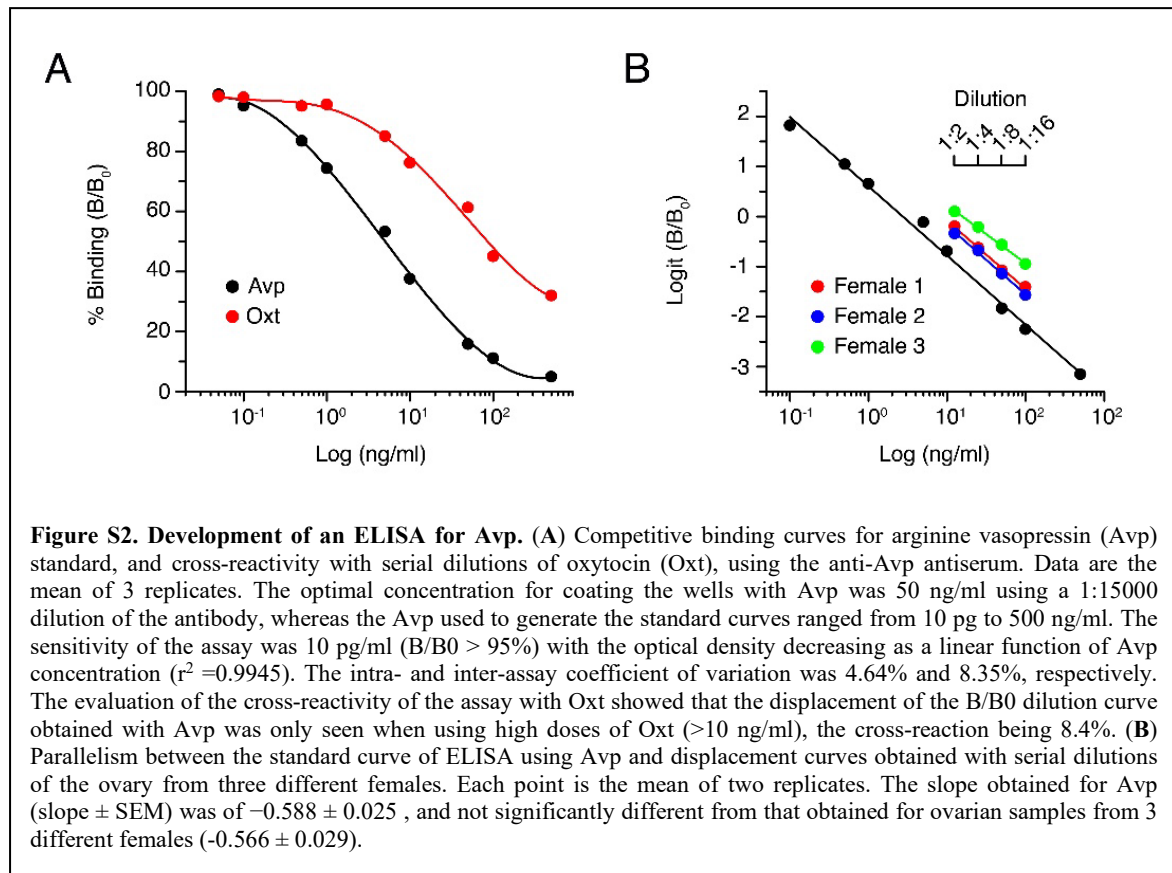 A
B
100
80
60
40
20
0
% Binding (B/B₀)
Avp
Oxt
10⁻¹ 10⁰ 10¹ 10²
Log (ng/ml)
Dilution
1:2 1:4 1:8 1:16
2
1
0
-1
-2
-3
Logit (B/B₀)
Female 1
Female 2
Female 3
10⁻¹ 10⁰ 10¹ 10² 10²
Log (ng/ml)
Figure S2. Development of an ELISA for Avp. (A) Competitive binding curves for arginine vasopressin (Avp)
standard, and cross-reactivity with serial dilutions of oxytocin (Oxt), using the anti-Avp antiserum. Data are the
mean of 3 replicates. The optimal concentration for coating the wells with Avp was 50 ng/ml using a 1:15000
dilution of the antibody, whereas the Avp used to generate the standard curves ranged from 10 pg to 500 ng/ml. The
sensitivity of the assay was 10 pg/ml (B/B0 > 95%) with the optical density decreasing as a linear function of Avp
concentration (r² =0.9945). The intra- and inter-assay coefficient of variation was 4.64% and 8.35%, respectively.
The evaluation of the cross-reactivity of the assay with Oxt showed that the displacement of the B/B0 dilution curve
obtained with Avp was only seen when using high doses of Oxt (>10 ng/ml), the cross-reaction being 8.4%. (B)
Parallelism between the standard curve of ELISA using Avp and displacement curves obtained with serial dilutions
of the ovary from three different females. Each point is the mean of two replicates. The slope obtained for Avp
(slope ± SEM) was of −0.588 ± 0.025 , and not significantly different from that obtained for ovarian samples from 3
different females (-0.566 ± 0.029).